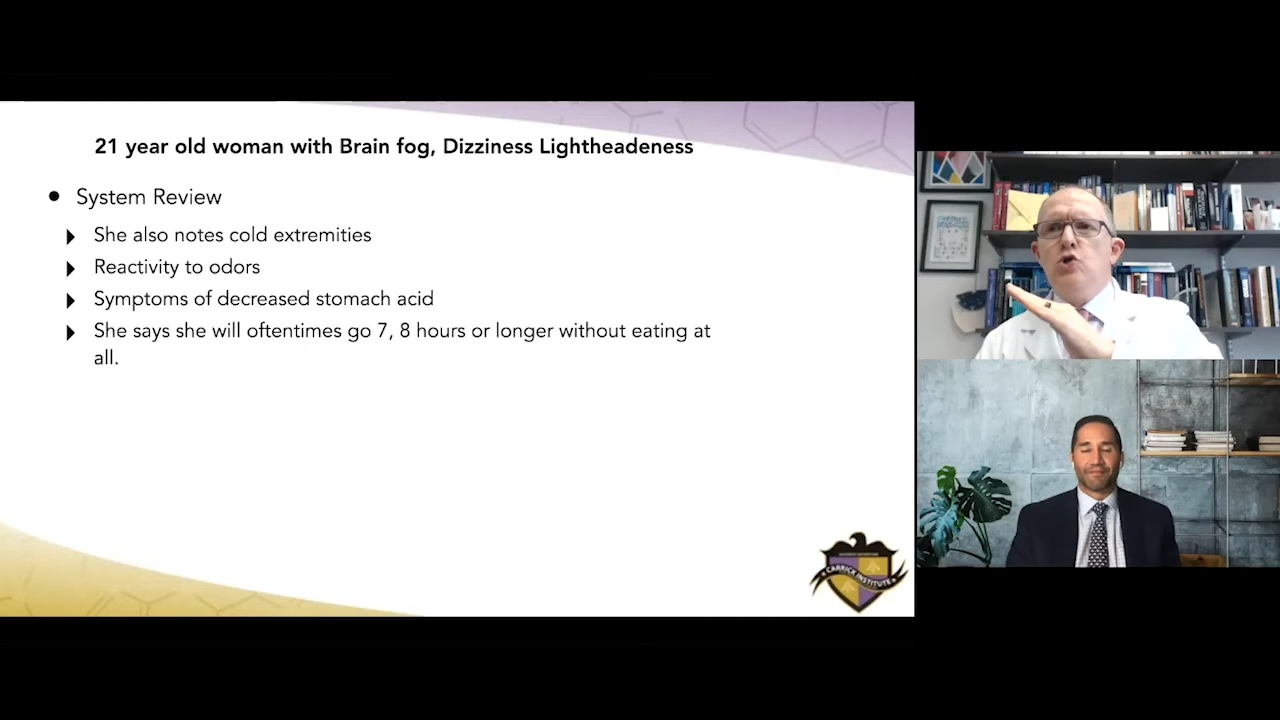 21 year old woman with Brain fog, Dizziness Lightheadeness
System Review
She also notes cold extremities
Reactivity to odors
Symptoms of decreased stomach acid
She says she will oftentimes go 7, 8 hours or longer without eating at
all.
CARRICK INSTITUTE